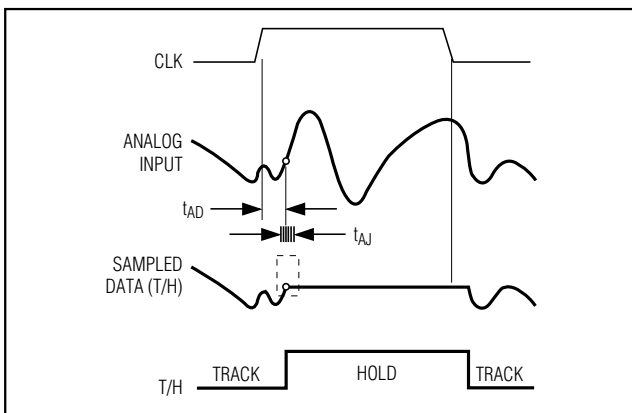 CLK
ANALOG
INPUT
tAD
tAJ
SAMPLED
DATA (T/H)
TRACK
HOLD
TRACK
T/H